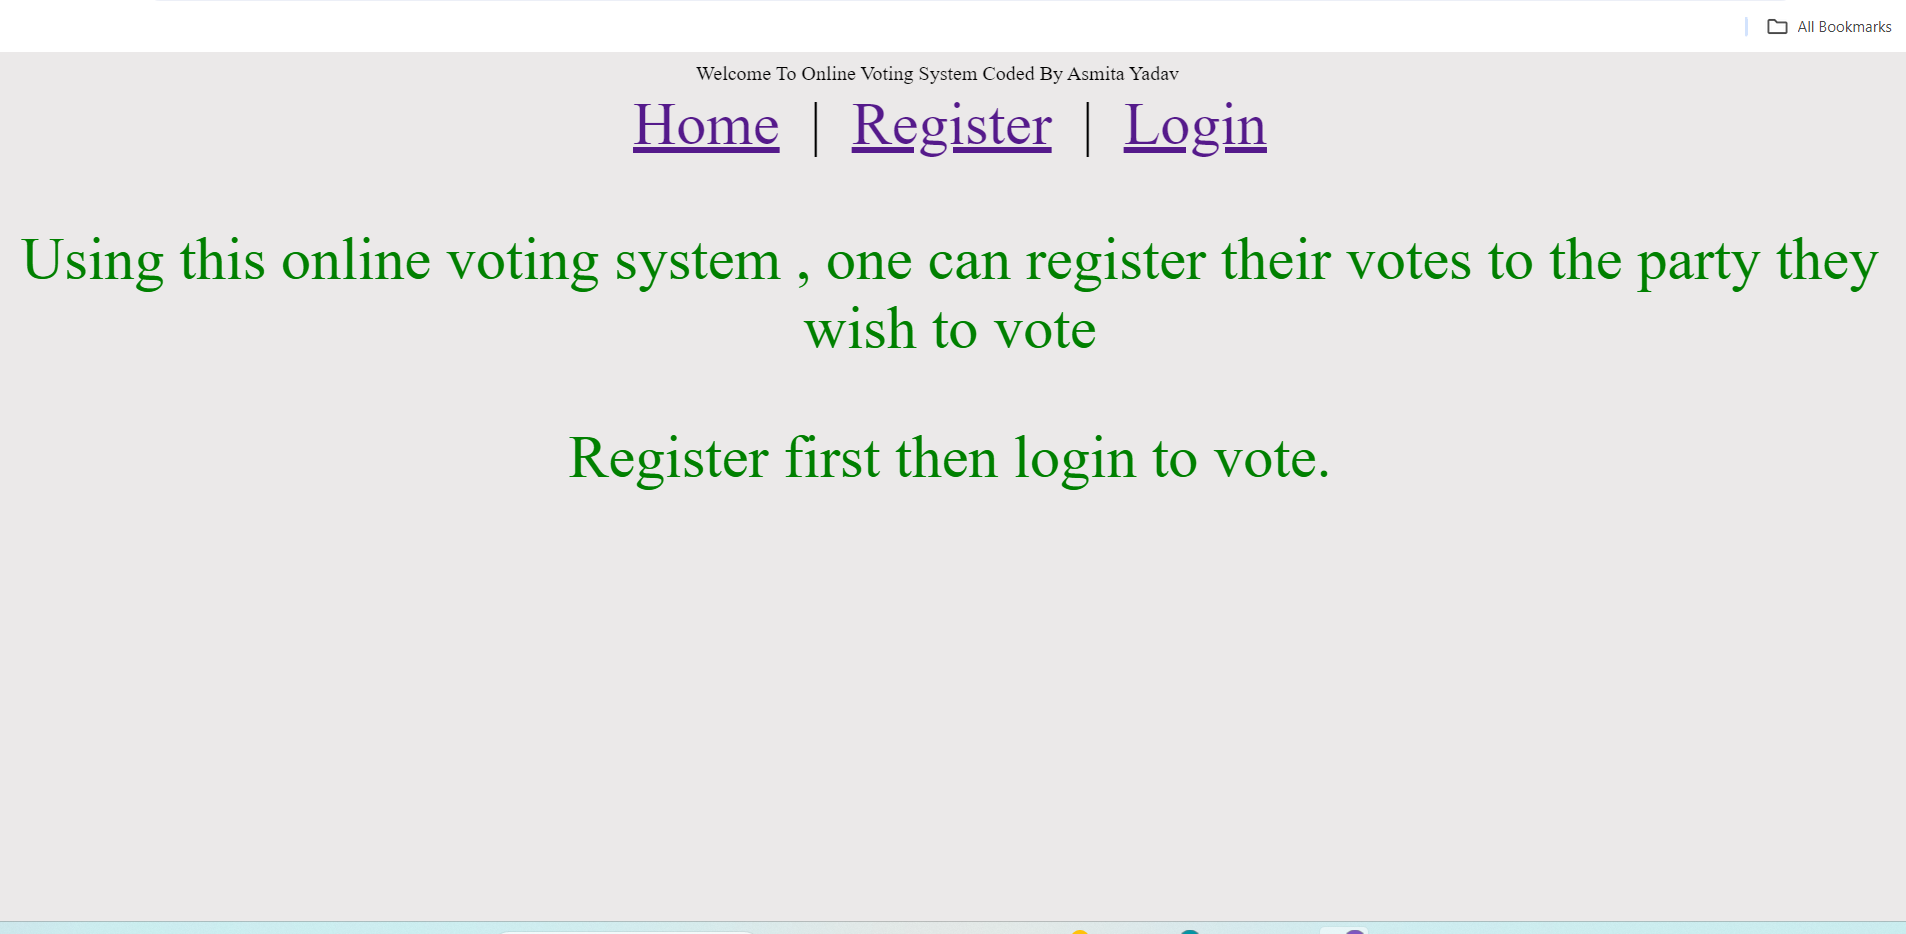 All Bookmarks
Welcome To Online Voting System Coded By Asmita Yadav
Home | Register | Login
Using this online voting system , one can register their votes to the party they
wish to vote
Register first then login to vote.